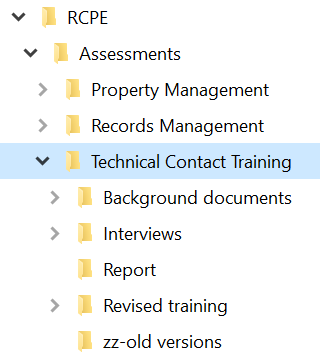 RCPE
Assessments
Property Management
Records Management
Technical Contact Training
Background documents
Interviews
Report
Revised training
zz-old versions